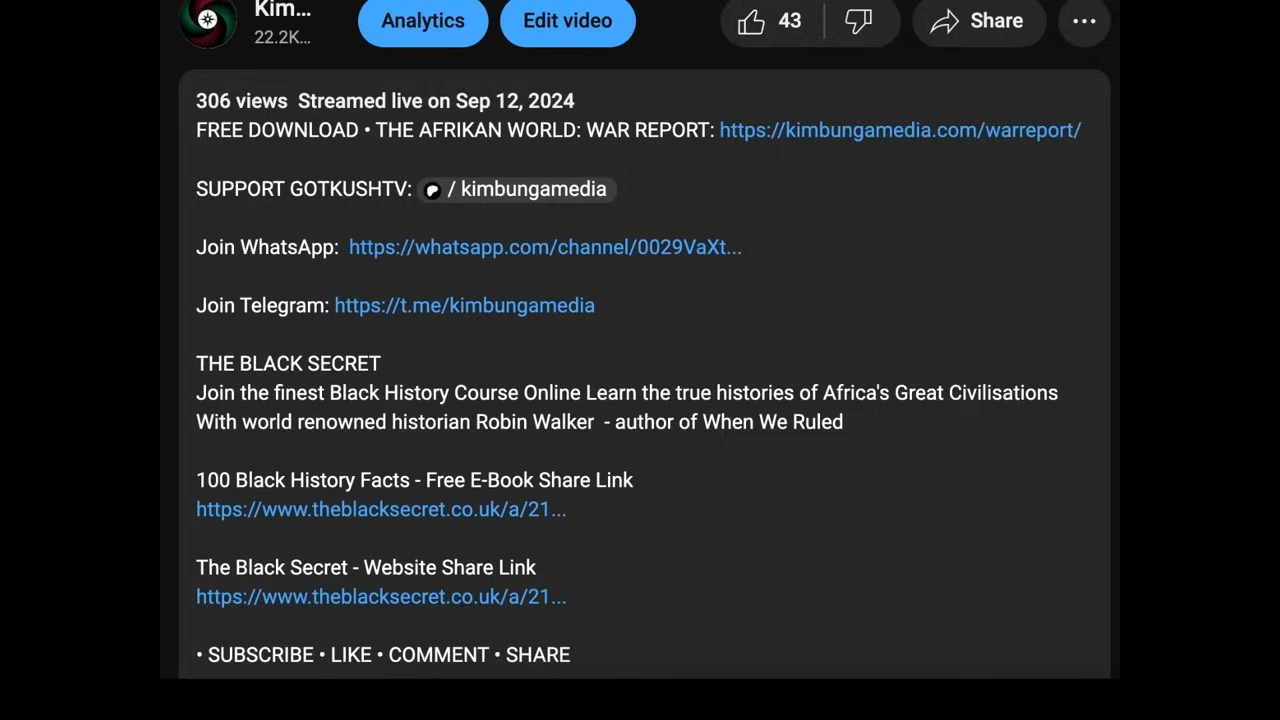 Kim...
22.2K...
Analytics
Edit video
43
Share
306 views  Streamed live on Sep 12, 2024
FREE DOWNLOAD • THE AFRIKAN WORLD: WAR REPORT: https://kimbungamedia.com/warreport/
SUPPORT GOTKUSHTV: / kimbungamedia
Join WhatsApp:  https://whatsapp.com/channel/0029VaXt...
Join Telegram: https://t.me/kimbungamedia
THE BLACK SECRET
Join the finest Black History Course Online Learn the true histories of Africa's Great Civilisations
With world renowned historian Robin Walker  - author of When We Ruled
100 Black History Facts - Free E-Book Share Link
https://www.theblacksecret.co.uk/a/21...
The Black Secret - Website Share Link
https://www.theblacksecret.co.uk/a/21...
• SUBSCRIBE • LIKE • COMMENT • SHARE